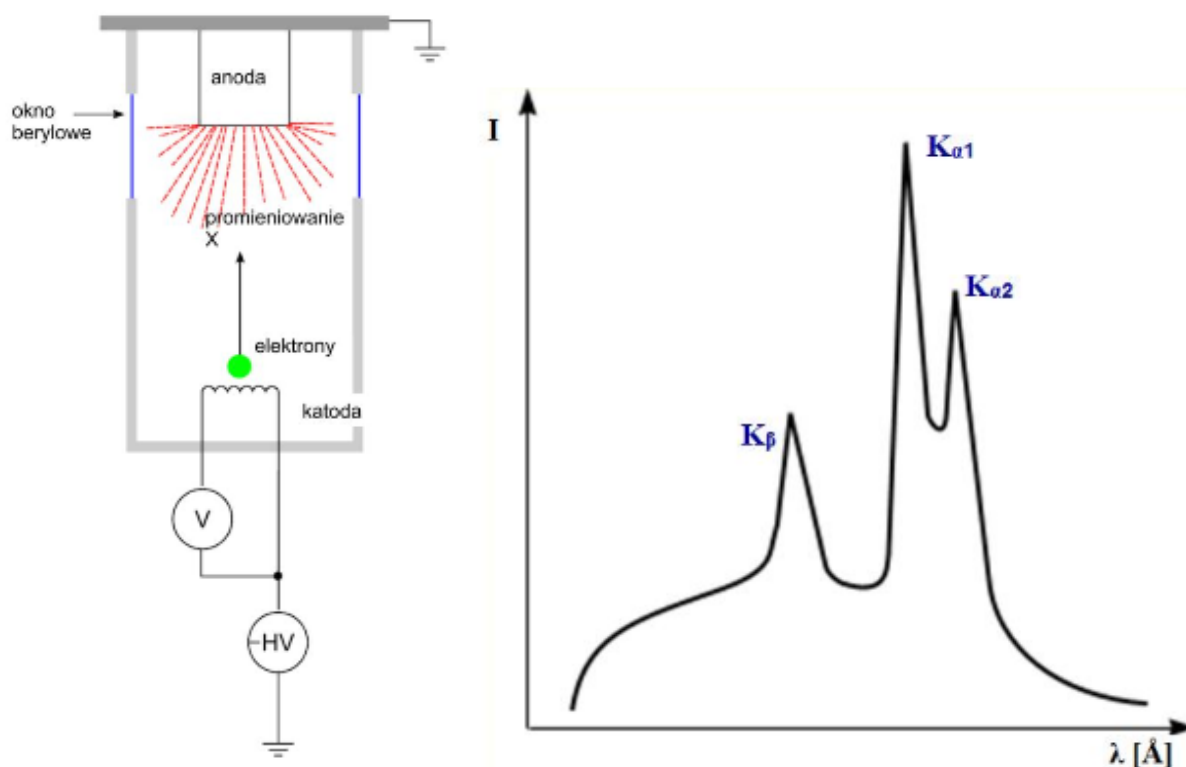 anoda
okno
berylowe
promieniowanie
X
elektrony
katoda
V
-HV
I
Kα1
Kα2
Kβ
λ [Å]